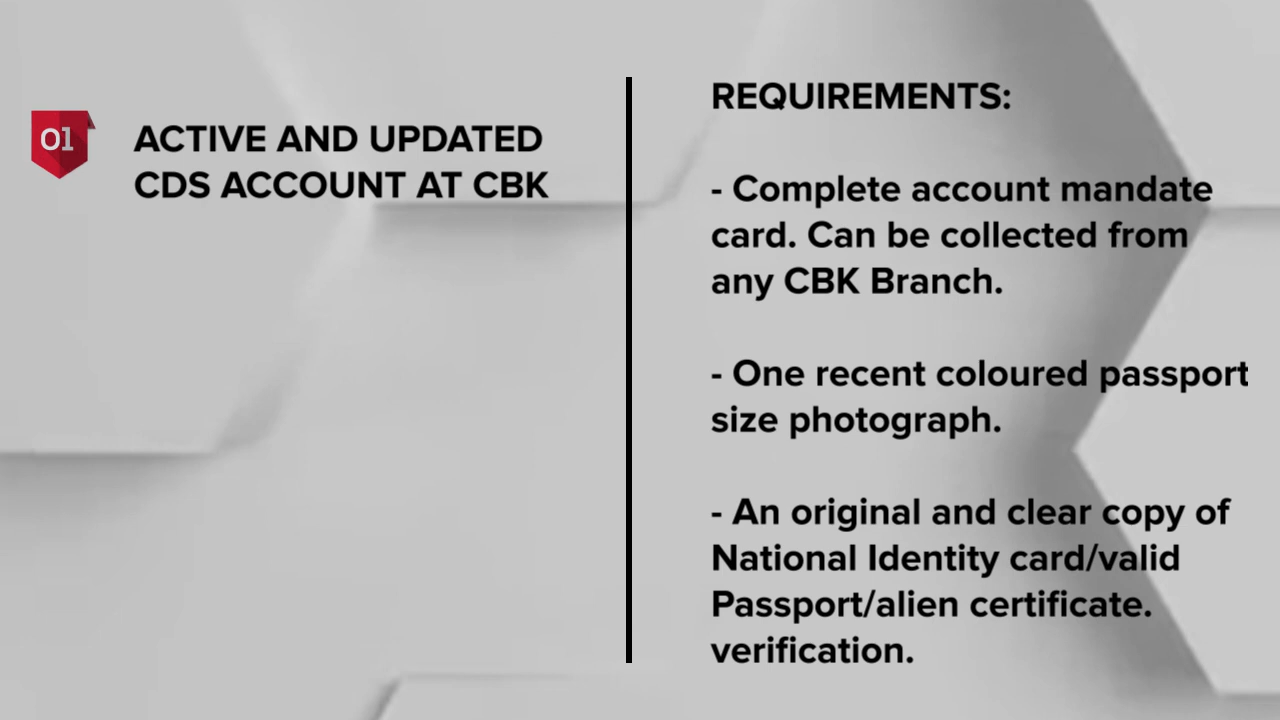 01
ACTIVE AND UPDATED
CDS ACCOUNT AT CBK
REQUIREMENTS:
- Complete account mandate
card. Can be collected from
any CBK Branch.
- One recent coloured passport
size photograph.
- An original and clear copy of
National Identity card/valid
Passport/alien certificate.
verification.